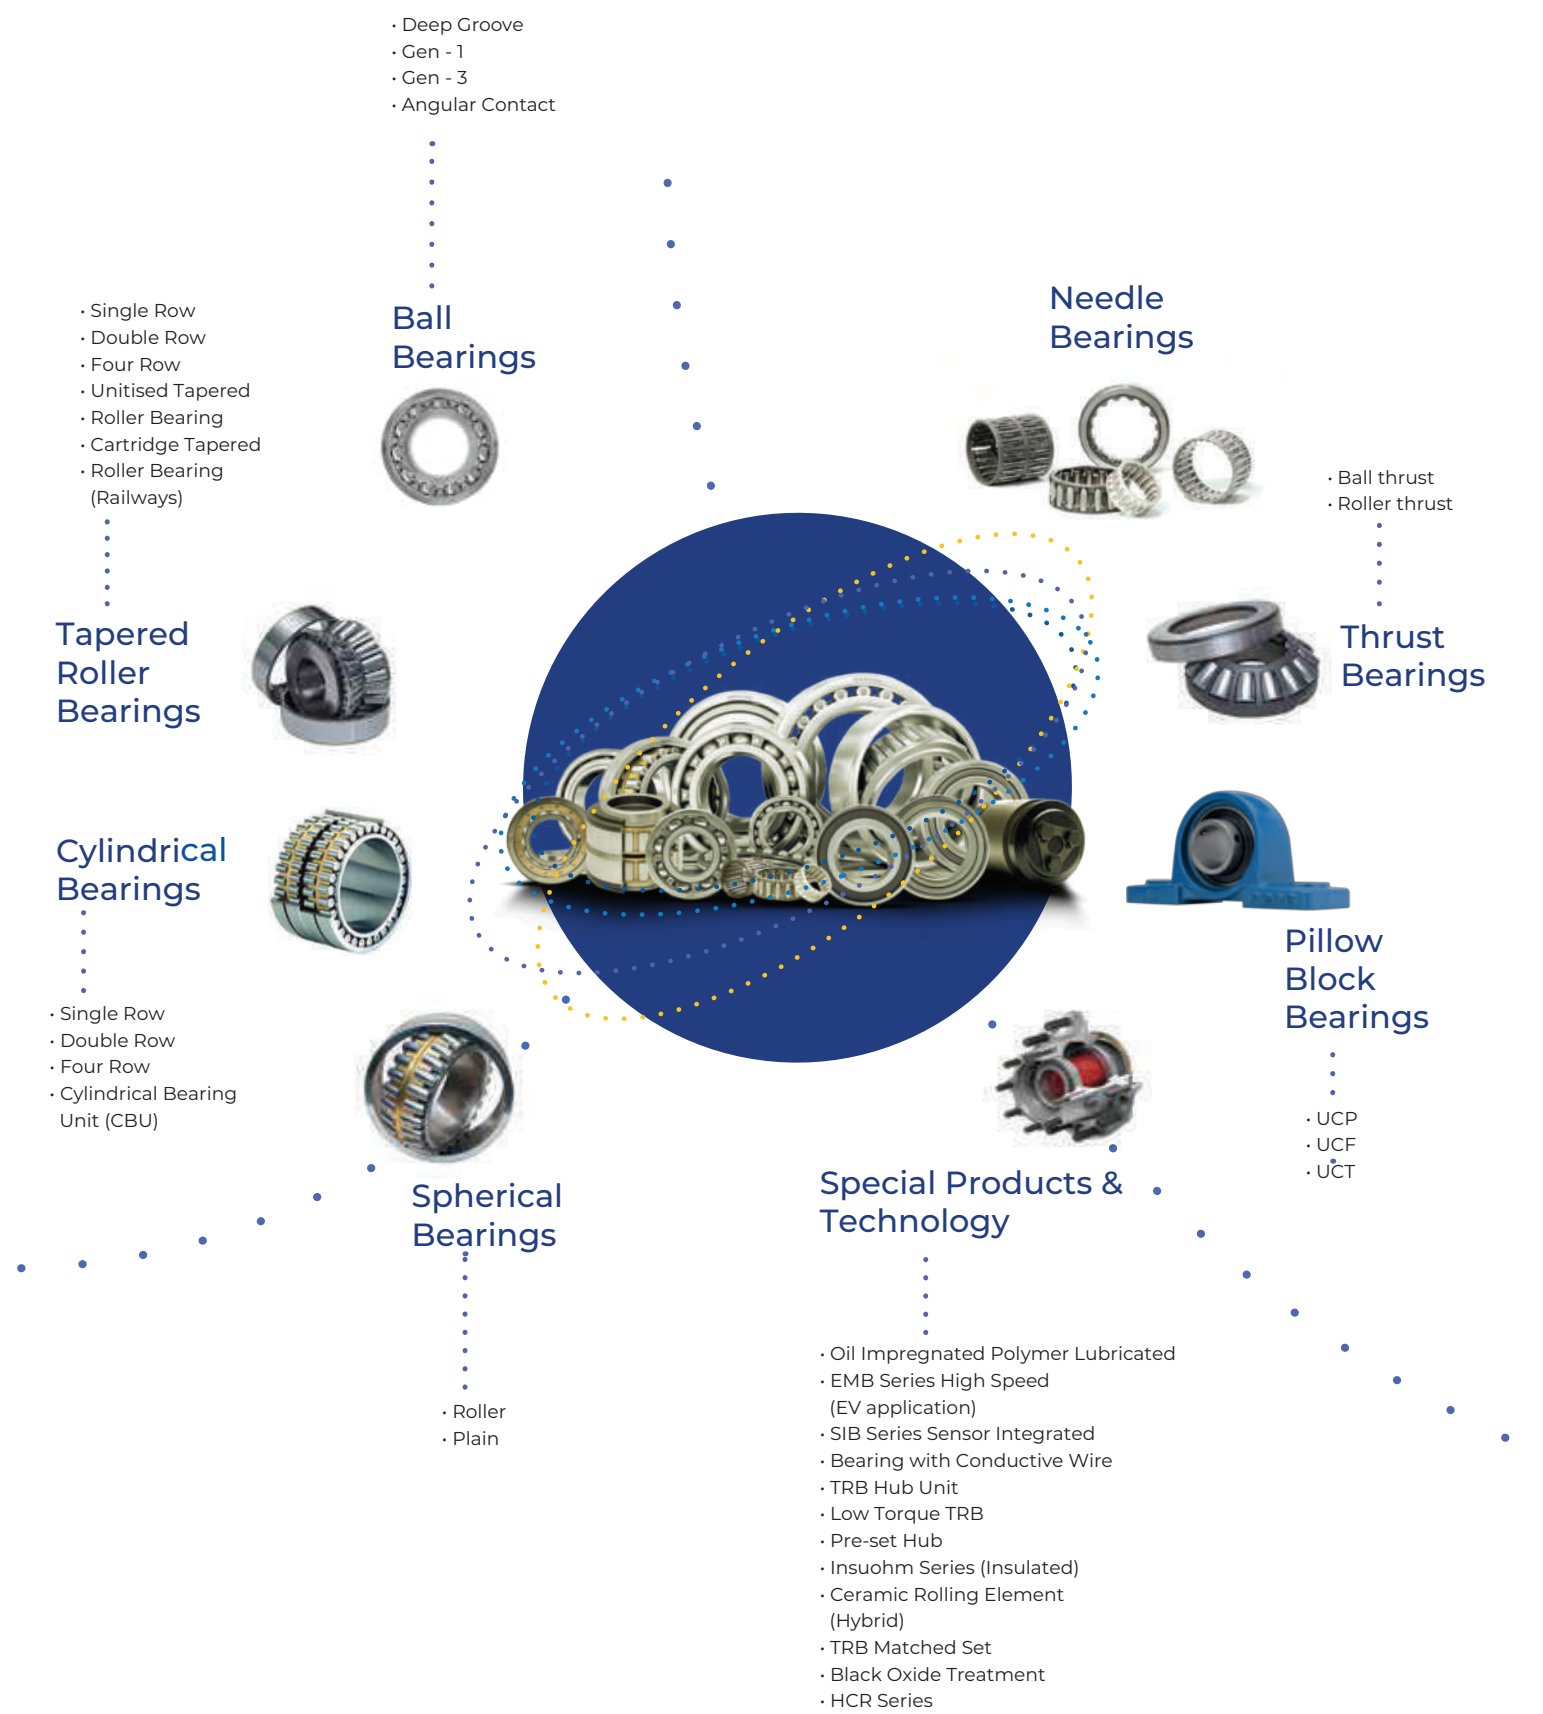 • Deep Groove
• Gen - 1
• Gen - 3
• Angular Contact
Ball
Bearings
Needle
Bearings
• Single Row
• Double Row
• Four Row
• Unitised Tapered
• Roller Bearing
• Cartridge Tapered
• Roller Bearing
(Railways)
Tapered
Roller
Bearings
• Ball thrust
• Roller thrust
Thrust
Bearings
Cylindrical
Bearings
• Single Row
• Double Row
• Four Row
• Cylindrical Bearing
Unit (CBU)
Pillow
Block
Bearings
• UCP
• UCF
• UCT
Spherical
Bearings
• Roller
• Plain
Special Products &
Technology
• Oil Impregnated Polymer Lubricated
• EMB Series High Speed
(EV application)
• SIB Series Sensor Integrated
• Bearing with Conductive Wire
• TRB Hub Unit
• Low Torque TRB
• Pre-set Hub
• Insuohm Series (Insulated)
• Ceramic Rolling Element
(Hybrid)
• TRB Matched Set
• Black Oxide Treatment
• HCR Series